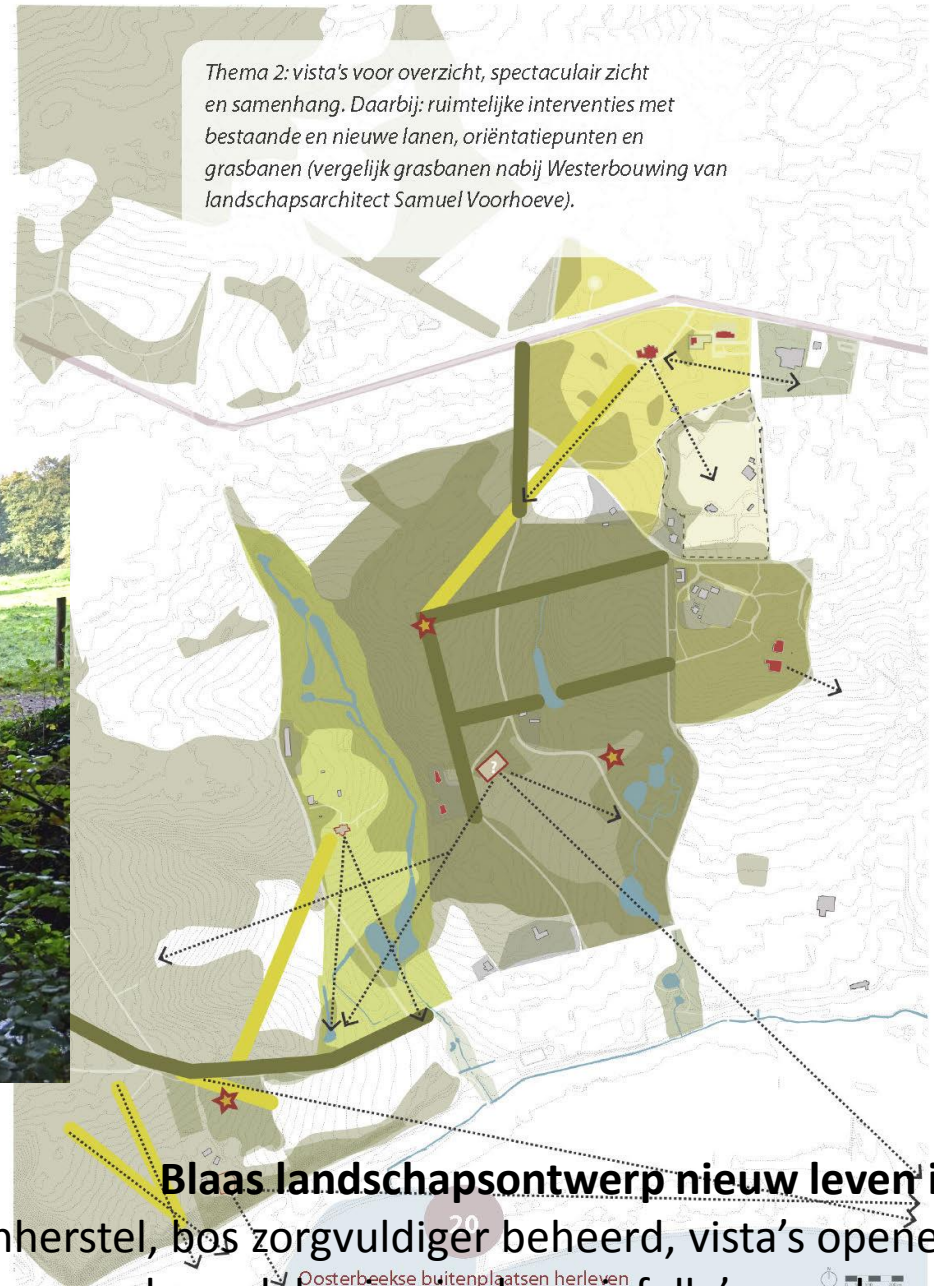 Thema 2: vista's voor overzicht, spectaculair zicht
en samenhang. Daarbij: ruimtelijke interventies met
bestaande en nieuwe lanen, oriëntatiepunten en
grasbanen (vergelijk grasbanen nabij Westerbouwing van
landschapsarchitect Samuel Voorhoeve).
?
Blaas landschapsontwerp nieuw leven i
20
nherstel, bos zorgvuldiger beheerd, vista's opene
Oosterbeekse buitenplaatsen herleven